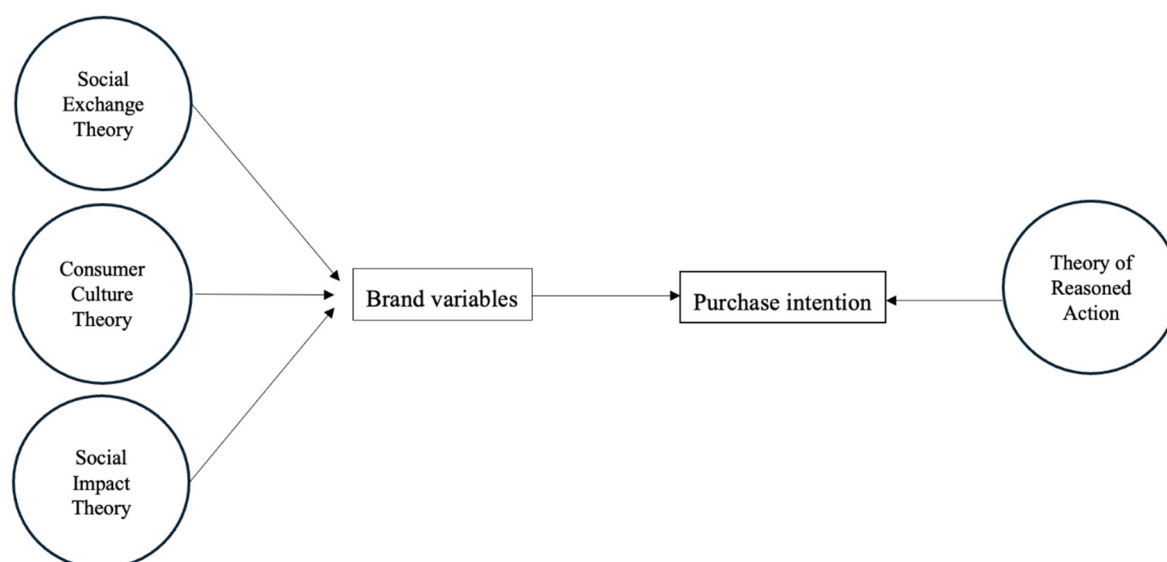 Social
Exchange
Theory
Consumer
Culture
Theory
Social
Impact
Theory
Brand variables
Purchase intention
Theory of
Reasoned
Action